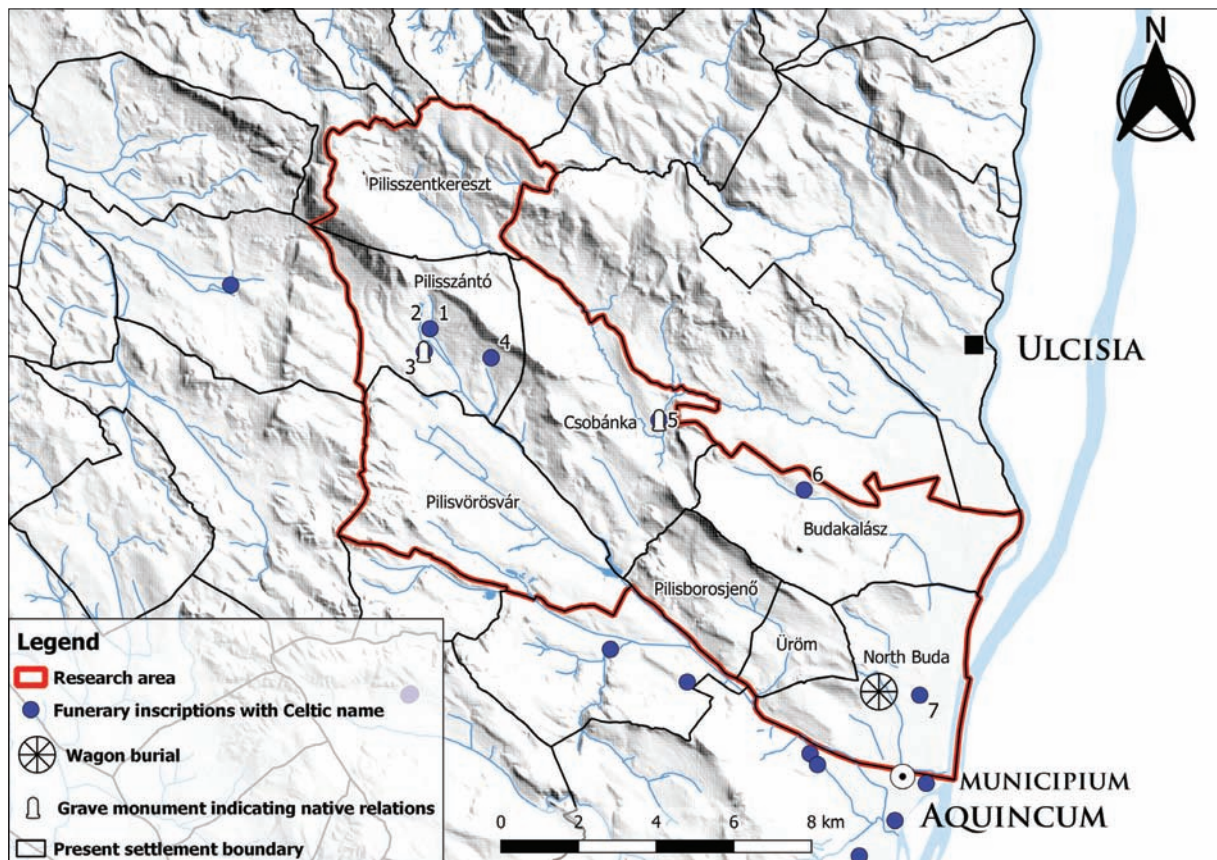 N
Pilisszentkereszt
Pilisszántó
2 1
3
4
ULCISIA
Csobánka
5
6
Pilisvörösvár
Budakalász
Pilisborosjenő
Üröm
North Buda
7
MUNICIPIUM
AQUINCUM
Legend
Research area
Funerary inscriptions with Celtic name
Wagon burial
Grave monument indicating native relations
Present settlement boundary
0 2 4 6 8 km